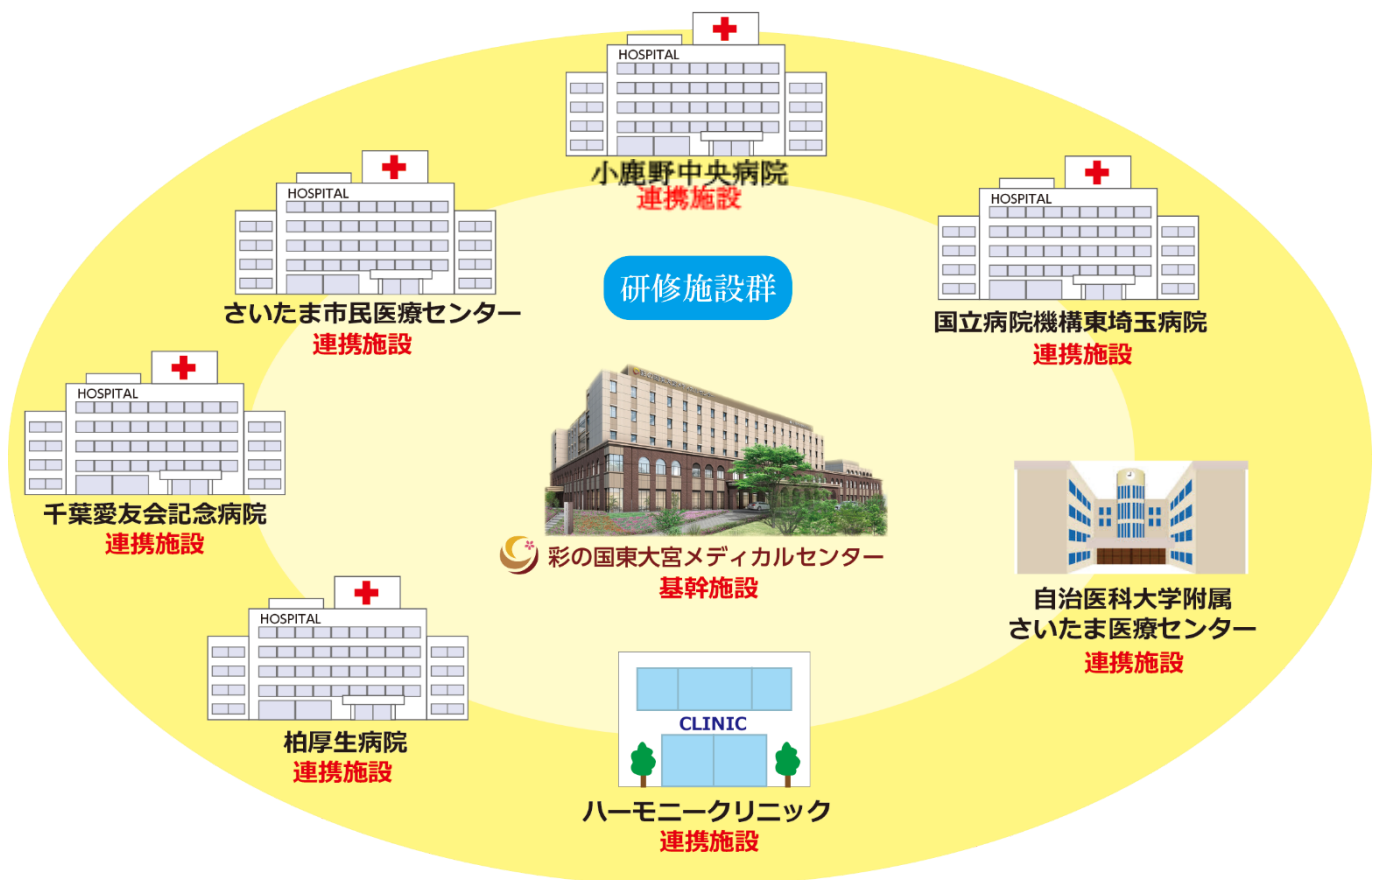 HOSPITAL
小鹿野中央病院
連携施設
HOSPITAL
さいたま市民医療センター
連携施設
HOSPITAL
国立病院機構東埼玉病院
連携施設
研修施設群
HOSPITAL
千葉愛友会記念病院
連携施設
彩の国東大宮メディカルセンター
基幹施設
自治医科大学附属
さいたま医療センター
連携施設
HOSPITAL
柏厚生病院
連携施設
CLINIC
ハーモニークリニック
連携施設